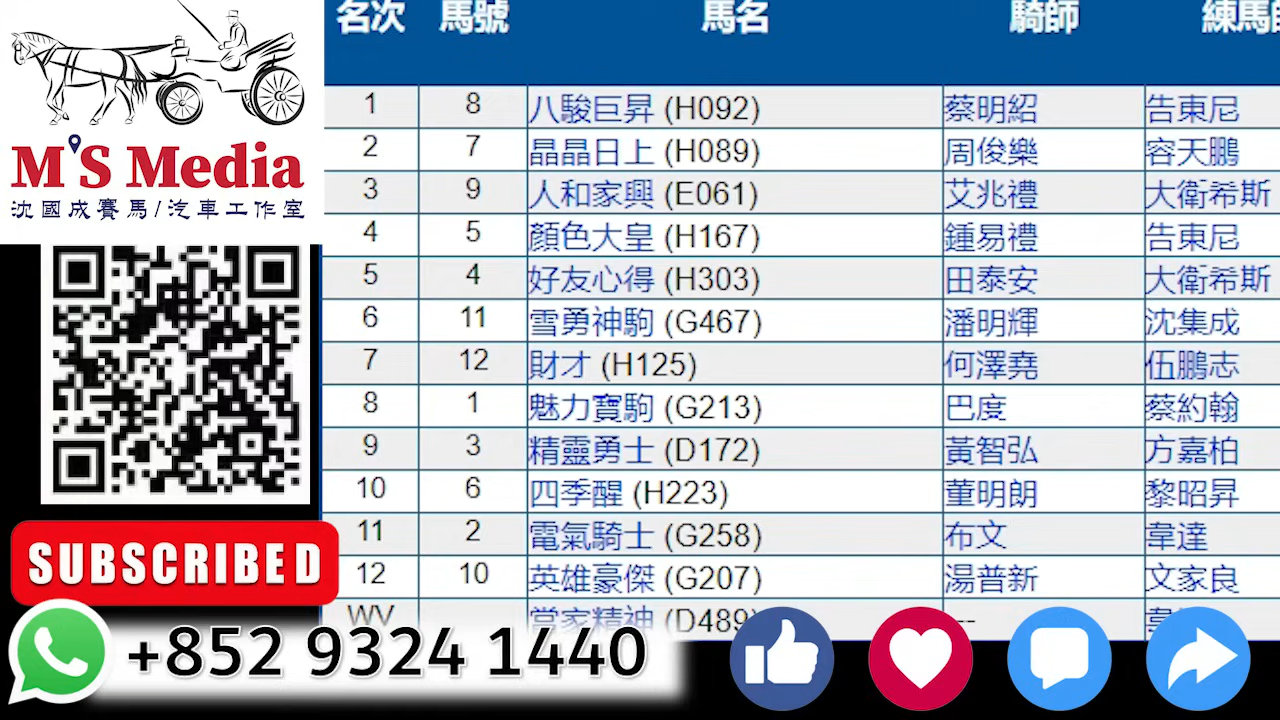 M'S Media
沈國成賽馬/汽車工作室
SUBSCRIBED
+852 9324 1440
名次 馬號 馬名 騎師 練馬師
1 8 八駿巨昇 (H092) 蔡明紹 告東尼
2 7 晶晶日上 (H089) 周俊樂 容天鵬
3 9 人和家興 (E061) 艾兆禮 大衛希斯
4 5 顏色大皇 (H167) 鍾易禮 告東尼
5 4 好友心得 (H303) 田泰安 大衛希斯
6 11 雪勇神駒 (G467) 潘明輝 沈集成
7 12 財才 (H125) 何澤堯 伍鵬志
8 1 魅力寶駒 (G213) 巴度 蔡約翰
9 3 精靈勇士 (D172) 黃智弘 方嘉柏
10 6 四季醒 (H223) 董明朗 黎昭昇
11 2 電氣騎士 (G258) 布文 韋達
12 10 英雄豪傑 (G207) 湯普新 文家良
WV 當家精神 (D489) ---